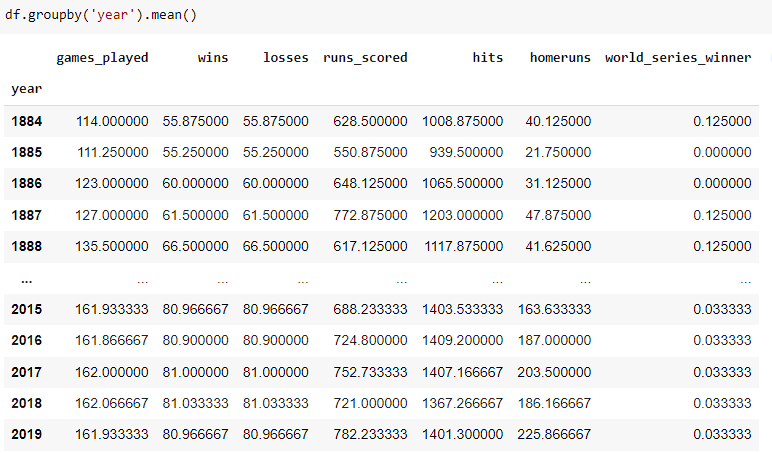 df.groupby('year').mean()
games_played wins losses runs_scored hits homeruns world_series_winner
year
1884 114.000000 55.875000 55.875000 628.500000 1008.875000 40.125000 0.125000
1885 111.250000 55.250000 55.250000 550.875000 939.500000 21.750000 0.000000
1886 123.000000 60.000000 60.000000 648.125000 1065.500000 31.125000 0.000000
1887 127.000000 61.500000 61.500000 772.875000 1203.000000 47.875000 0.125000
1888 135.500000 66.500000 66.500000 617.125000 1117.875000 41.625000 0.125000
... ... ... ... ... ... ... ...
2015 161.933333 80.966667 80.966667 688.233333 1403.533333 163.633333 0.033333
2016 161.866667 80.900000 80.900000 724.800000 1409.200000 187.000000 0.033333
2017 162.000000 81.000000 81.000000 752.733333 1407.166667 203.500000 0.033333
2018 162.066667 81.033333 81.033333 721.000000 1367.266667 186.166667 0.033333
2019 161.933333 80.966667 80.966667 782.233333 1401.300000 225.866667 0.033333